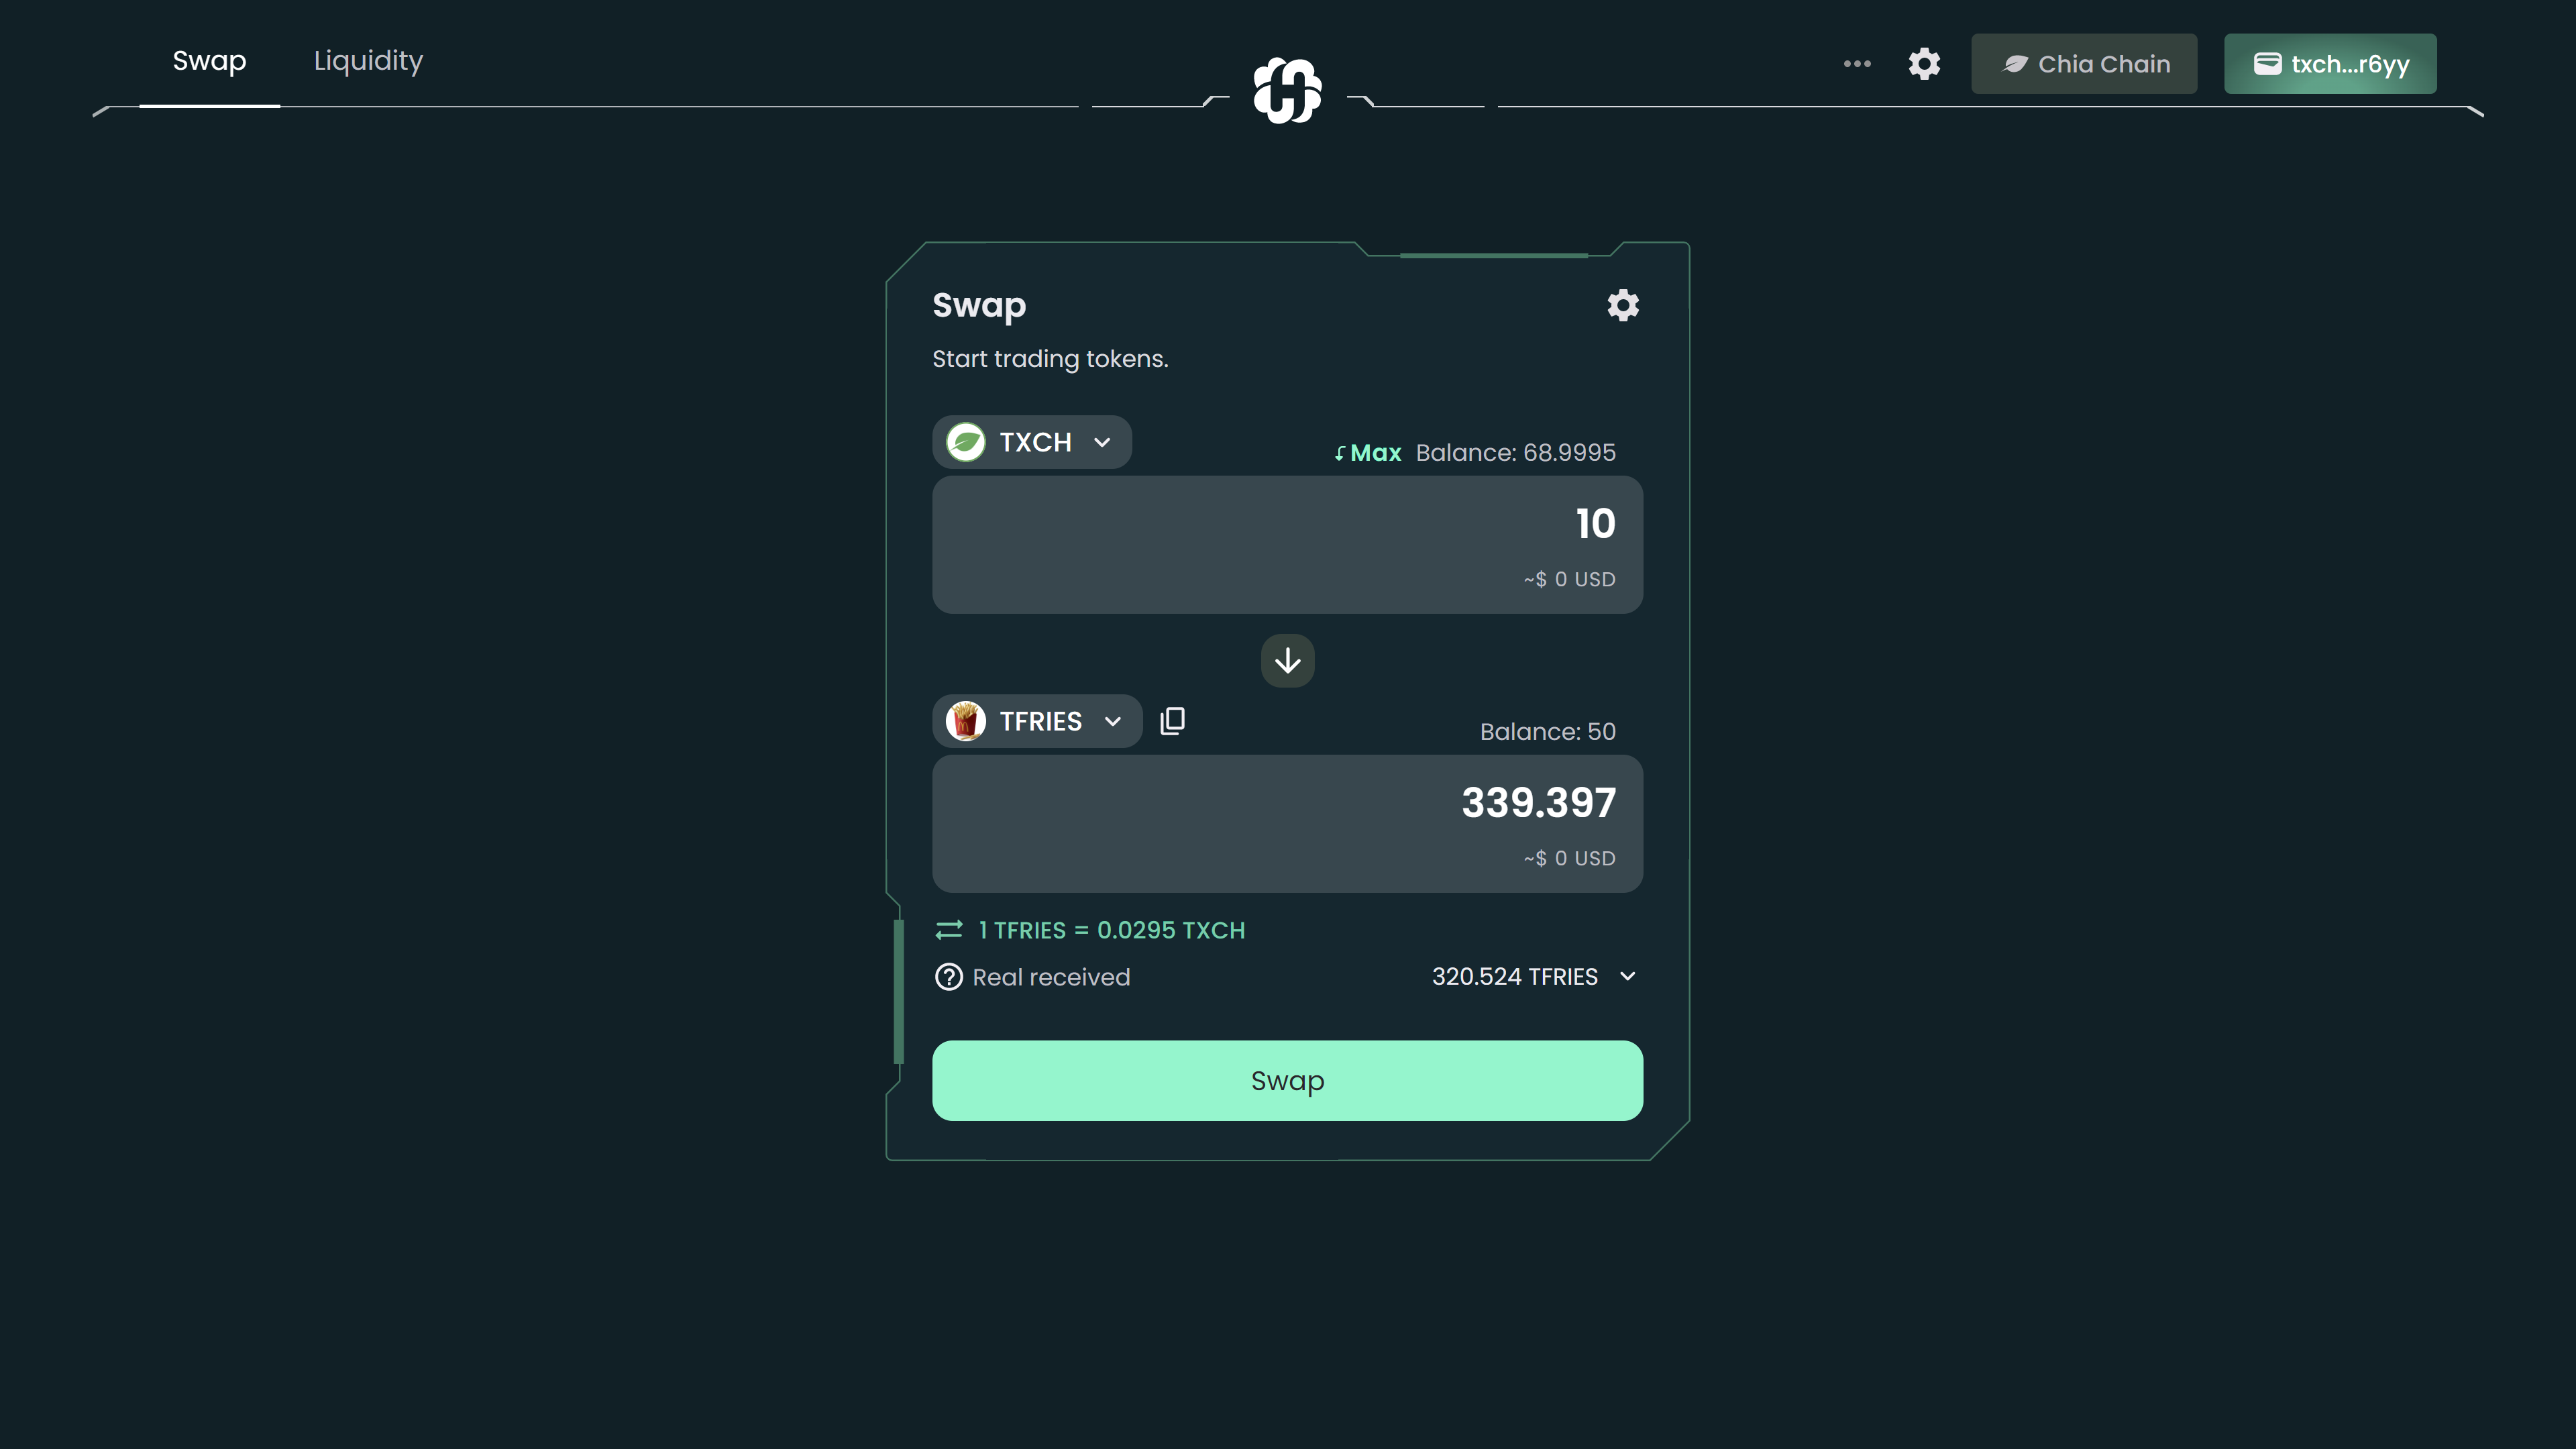 Swap Liquidity ... Chia Chain txch...r6yy
Swap
Start trading tokens.
TXCH Max Balance: 68.9995
10
~$ 0 USD
TFRIES Balance: 50
339.397
~$ 0 USD
1 TFRIES = 0.0295 TXCH
Real received 320.524 TFRIES
Swap